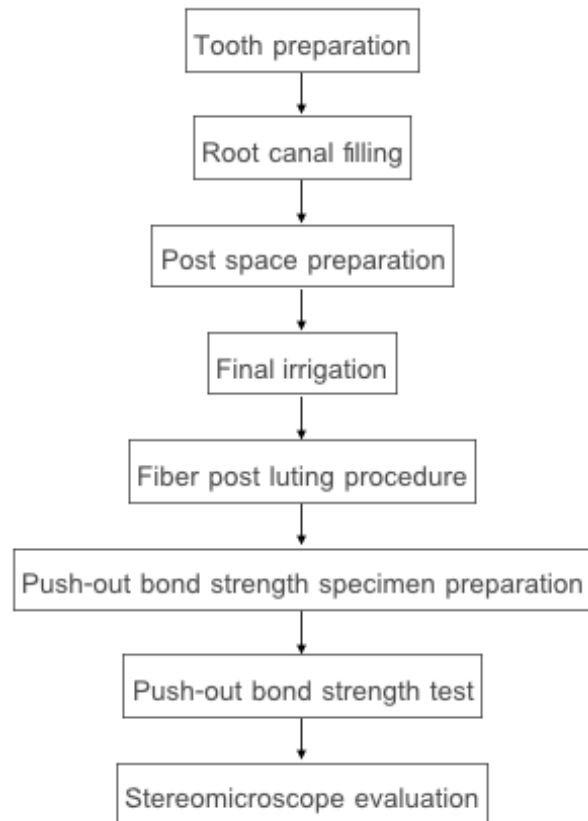 Tooth preparation
Root canal filling
Post space preparation
Final irrigation
Fiber post luting procedure
Push-out bond strength specimen preparation
Push-out bond strength test
Stereomicroscope evaluation